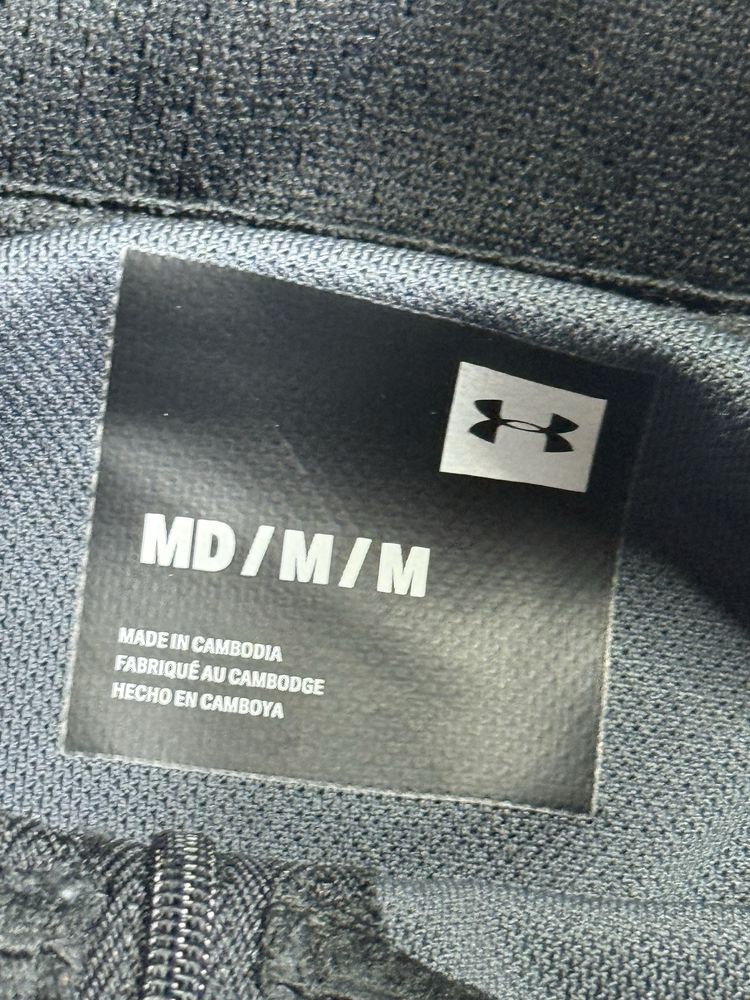 MD/M/M
MADE IN CAMBODIA
FABRIQUÉ AU CAMBODGE
HECHO EN CAMBOYA